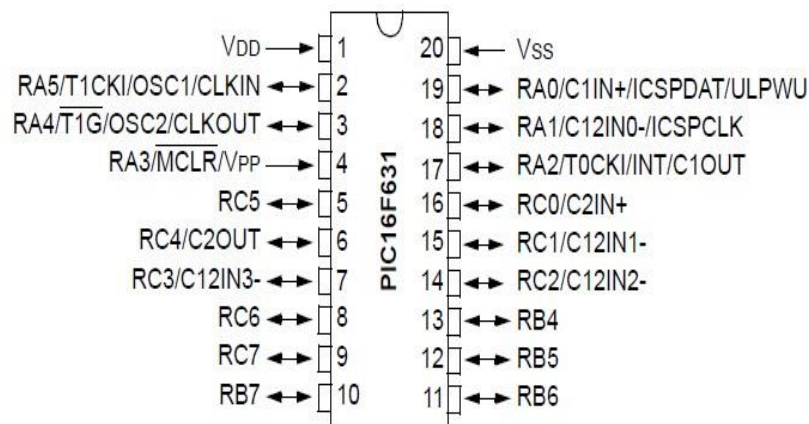 VDD 1 20 VSS
RA5/T1CKI/OSC1/CLKIN 2 19 RA0/C1IN+/ICSPDAT/ULPWU
RA4/T1G/OSC2/CLKOUT 3 18 RA1/C12IN0-/ICSPCLK
RA3/MCLR/VPP 4 17 RA2/T0CKI/INT/C1OUT
RC5 5 16 RC0/C2IN+
RC4/C2OUT 6 15 RC1/C12IN1-
RC3/C12IN3- 7 14 RC2/C12IN2-
RC6 8 13 RB4
RC7 9 12 RB5
RB7 10 11 RB6
PIC16F631